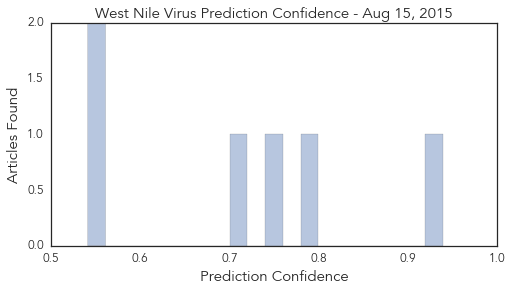 West Nile Virus Prediction Confidence - Aug 15, 2015
2.0
1.5
1.0
0.5
0.0
Articles Found
0.5 0.6 0.7 0.8 0.9 1.0
Prediction Confidence